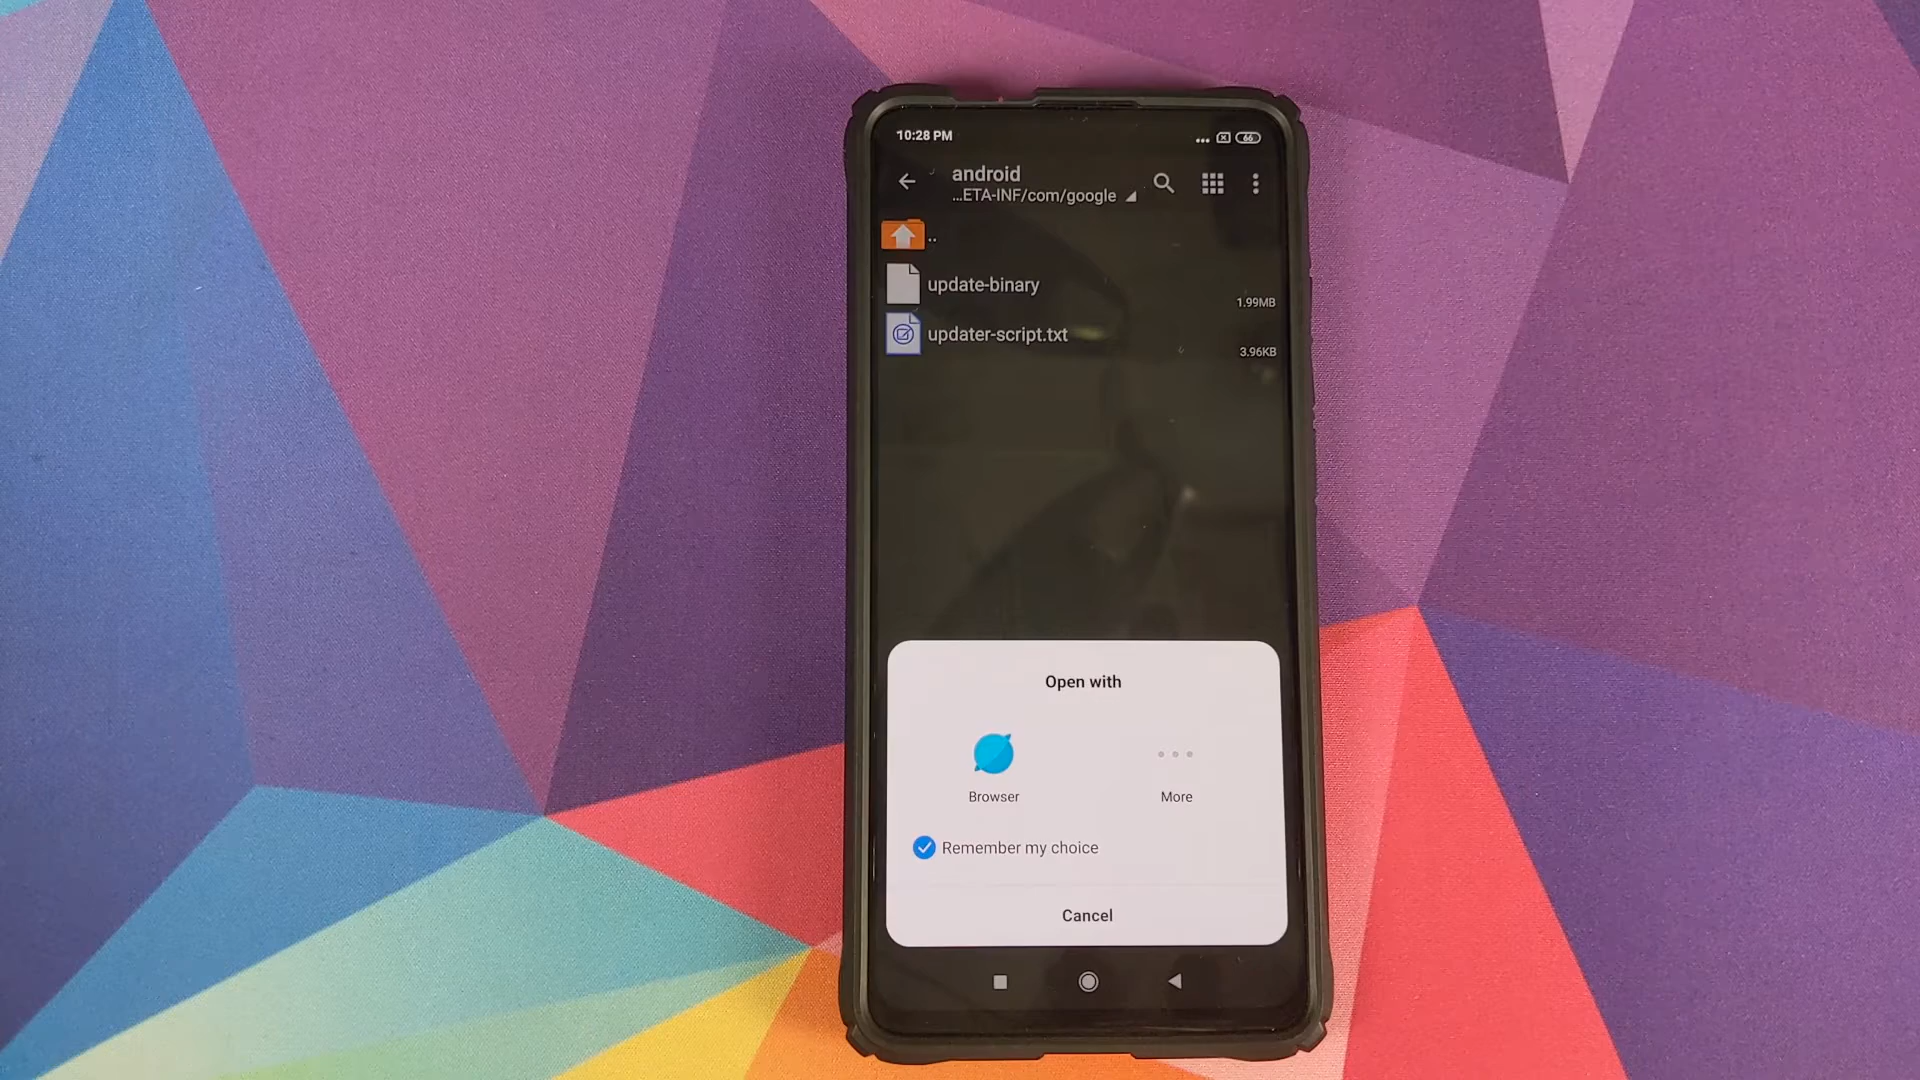 10:28 PM
66
android
...ETA-INF/com/google
..
update-binary
1.99MB
updater-script.txt
3.96KB
Open with
Browser
More
Remember my choice
Cancel